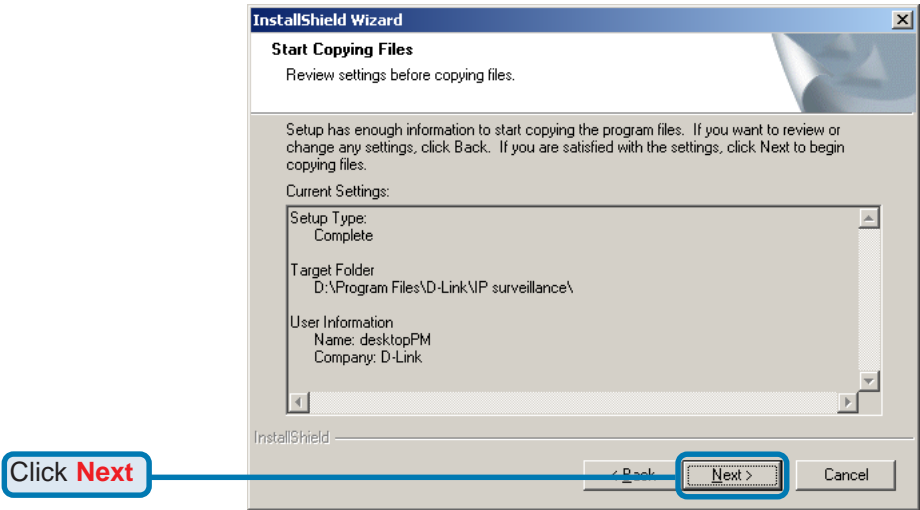 InstallShield Wizard
Start Copying Files
Review settings before copying files.
Setup has enough information to start copying the program files. If you want to review or
change any settings, click Back. If you are satisfied with the settings, click Next to begin
copying files.
Current Settings:
Setup Type:
Complete
Target Folder
D:\Program Files\D-Link\IP surveillance\
User Information
Name: desktopPM
Company: D-Link
InstallShield
Click Next
< Back
Next >
Cancel